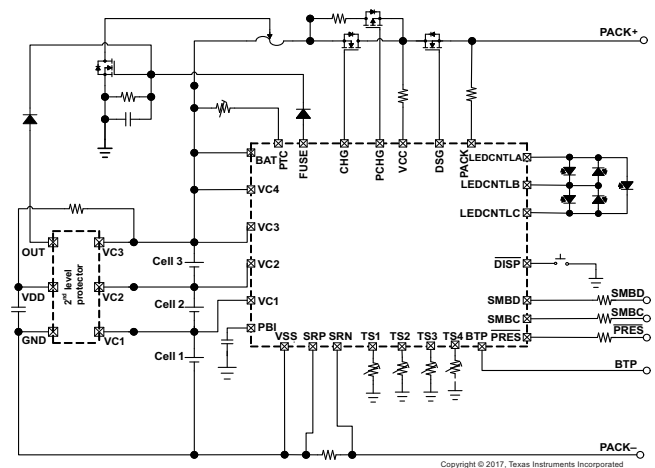 PACK+
BAT
PTC
FUSE
CHG
PCHG
VCC
DSG
PACK
LEDCNTLA
VC4
LEDCNTLB
LEDCNTLC
VC3
OUT
VC3
Cell 3
VC2
DISP
2nd level protector
VDD
VC2
Cell 2
VC1
SMBD
SMBD
SMBC
SMBC
PBI
GND
VC1
Cell 1
VSS
SRP
SRN
TS1
TS2
TS3
TS4
BTP
PRES
PRES
BTP
PACK–
Copyright © 2017, Texas Instruments Incorporated